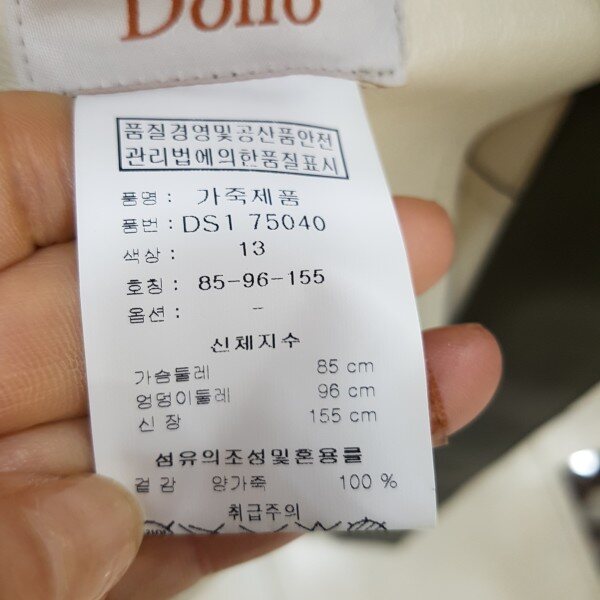 품질경영및공산품안전
관리법에의한품질표시
품명: 가죽제품
품번: DS1 75040
색상: 13
호칭: 85-96-155
옵션: -
신체지수
가슴둘레 85 cm
엉덩이둘레 96 cm
신 장 155 cm
섬유의조성및혼용률
겉 감 양가죽 100 %
취급주의